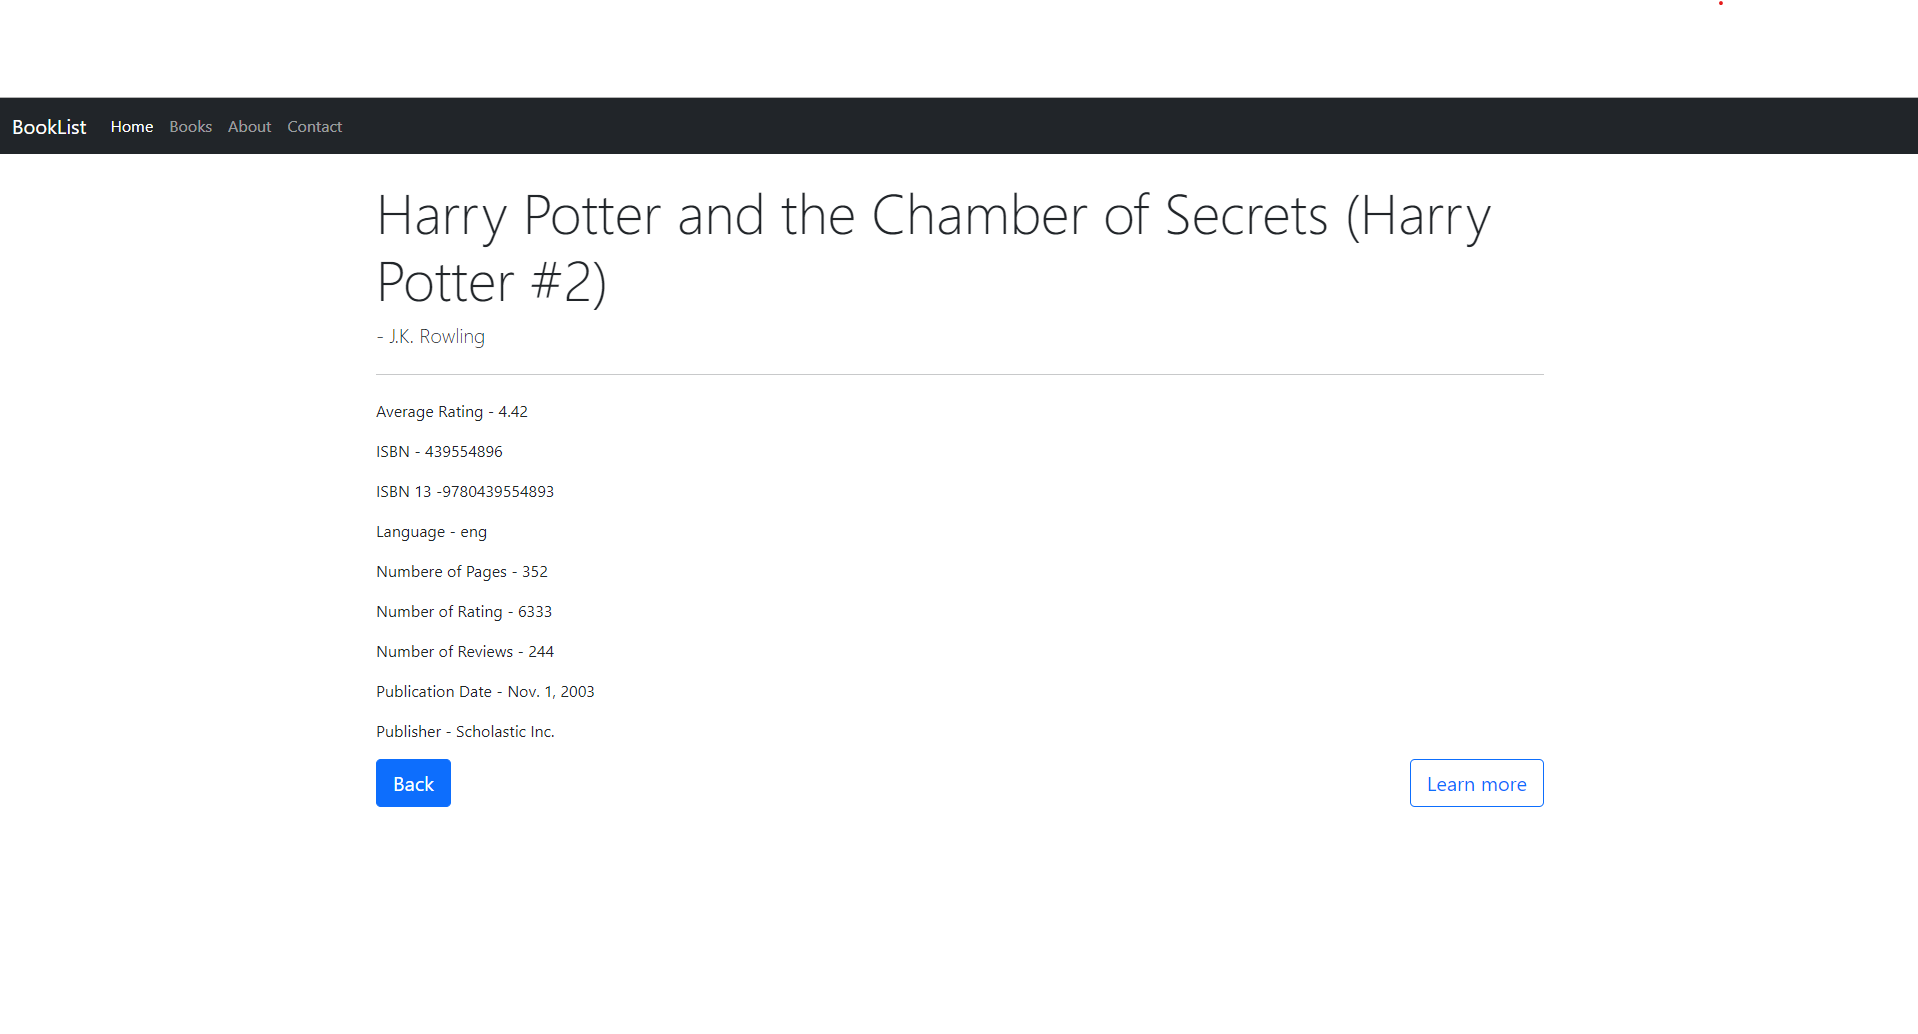 BookList Home Books About Contact
Harry Potter and the Chamber of Secrets (Harry
Potter #2)
- J.K. Rowling
Average Rating - 4.42
ISBN - 439554896
ISBN 13 -9780439554893
Language - eng
Numbere of Pages - 352
Number of Rating - 6333
Number of Reviews - 244
Publication Date - Nov. 1, 2003
Publisher - Scholastic Inc.
Back Learn more